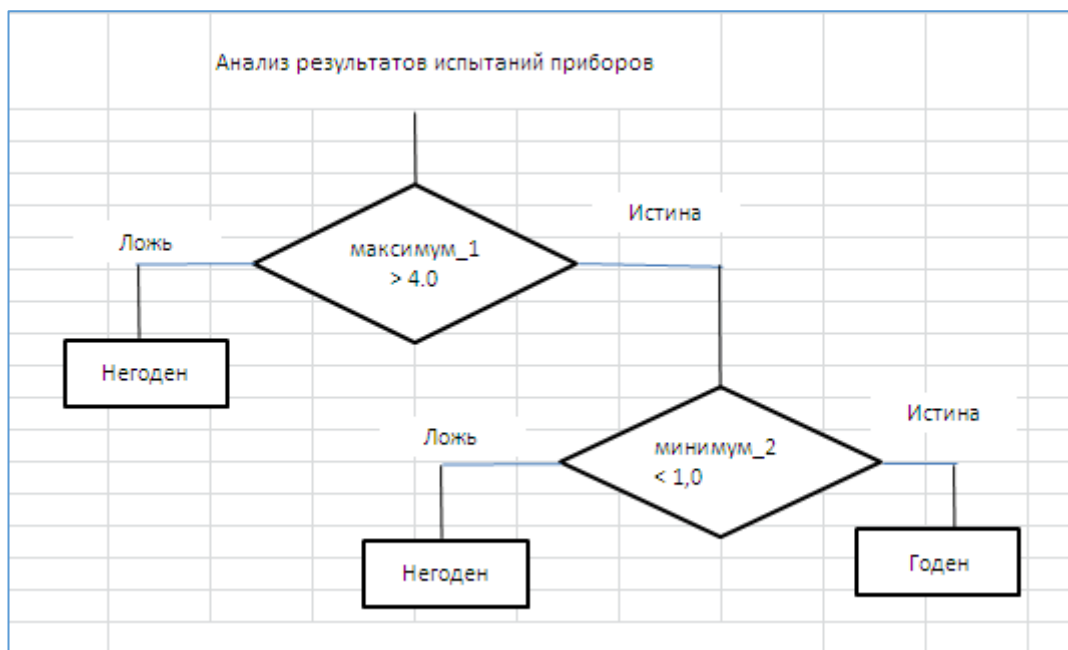 Анализ результатов испытаний приборов
Истина
Ложь
максимум_1
> 4.0
Негоден
Истина
Ложь
минимум_2
< 1,0
Негоден
Годен